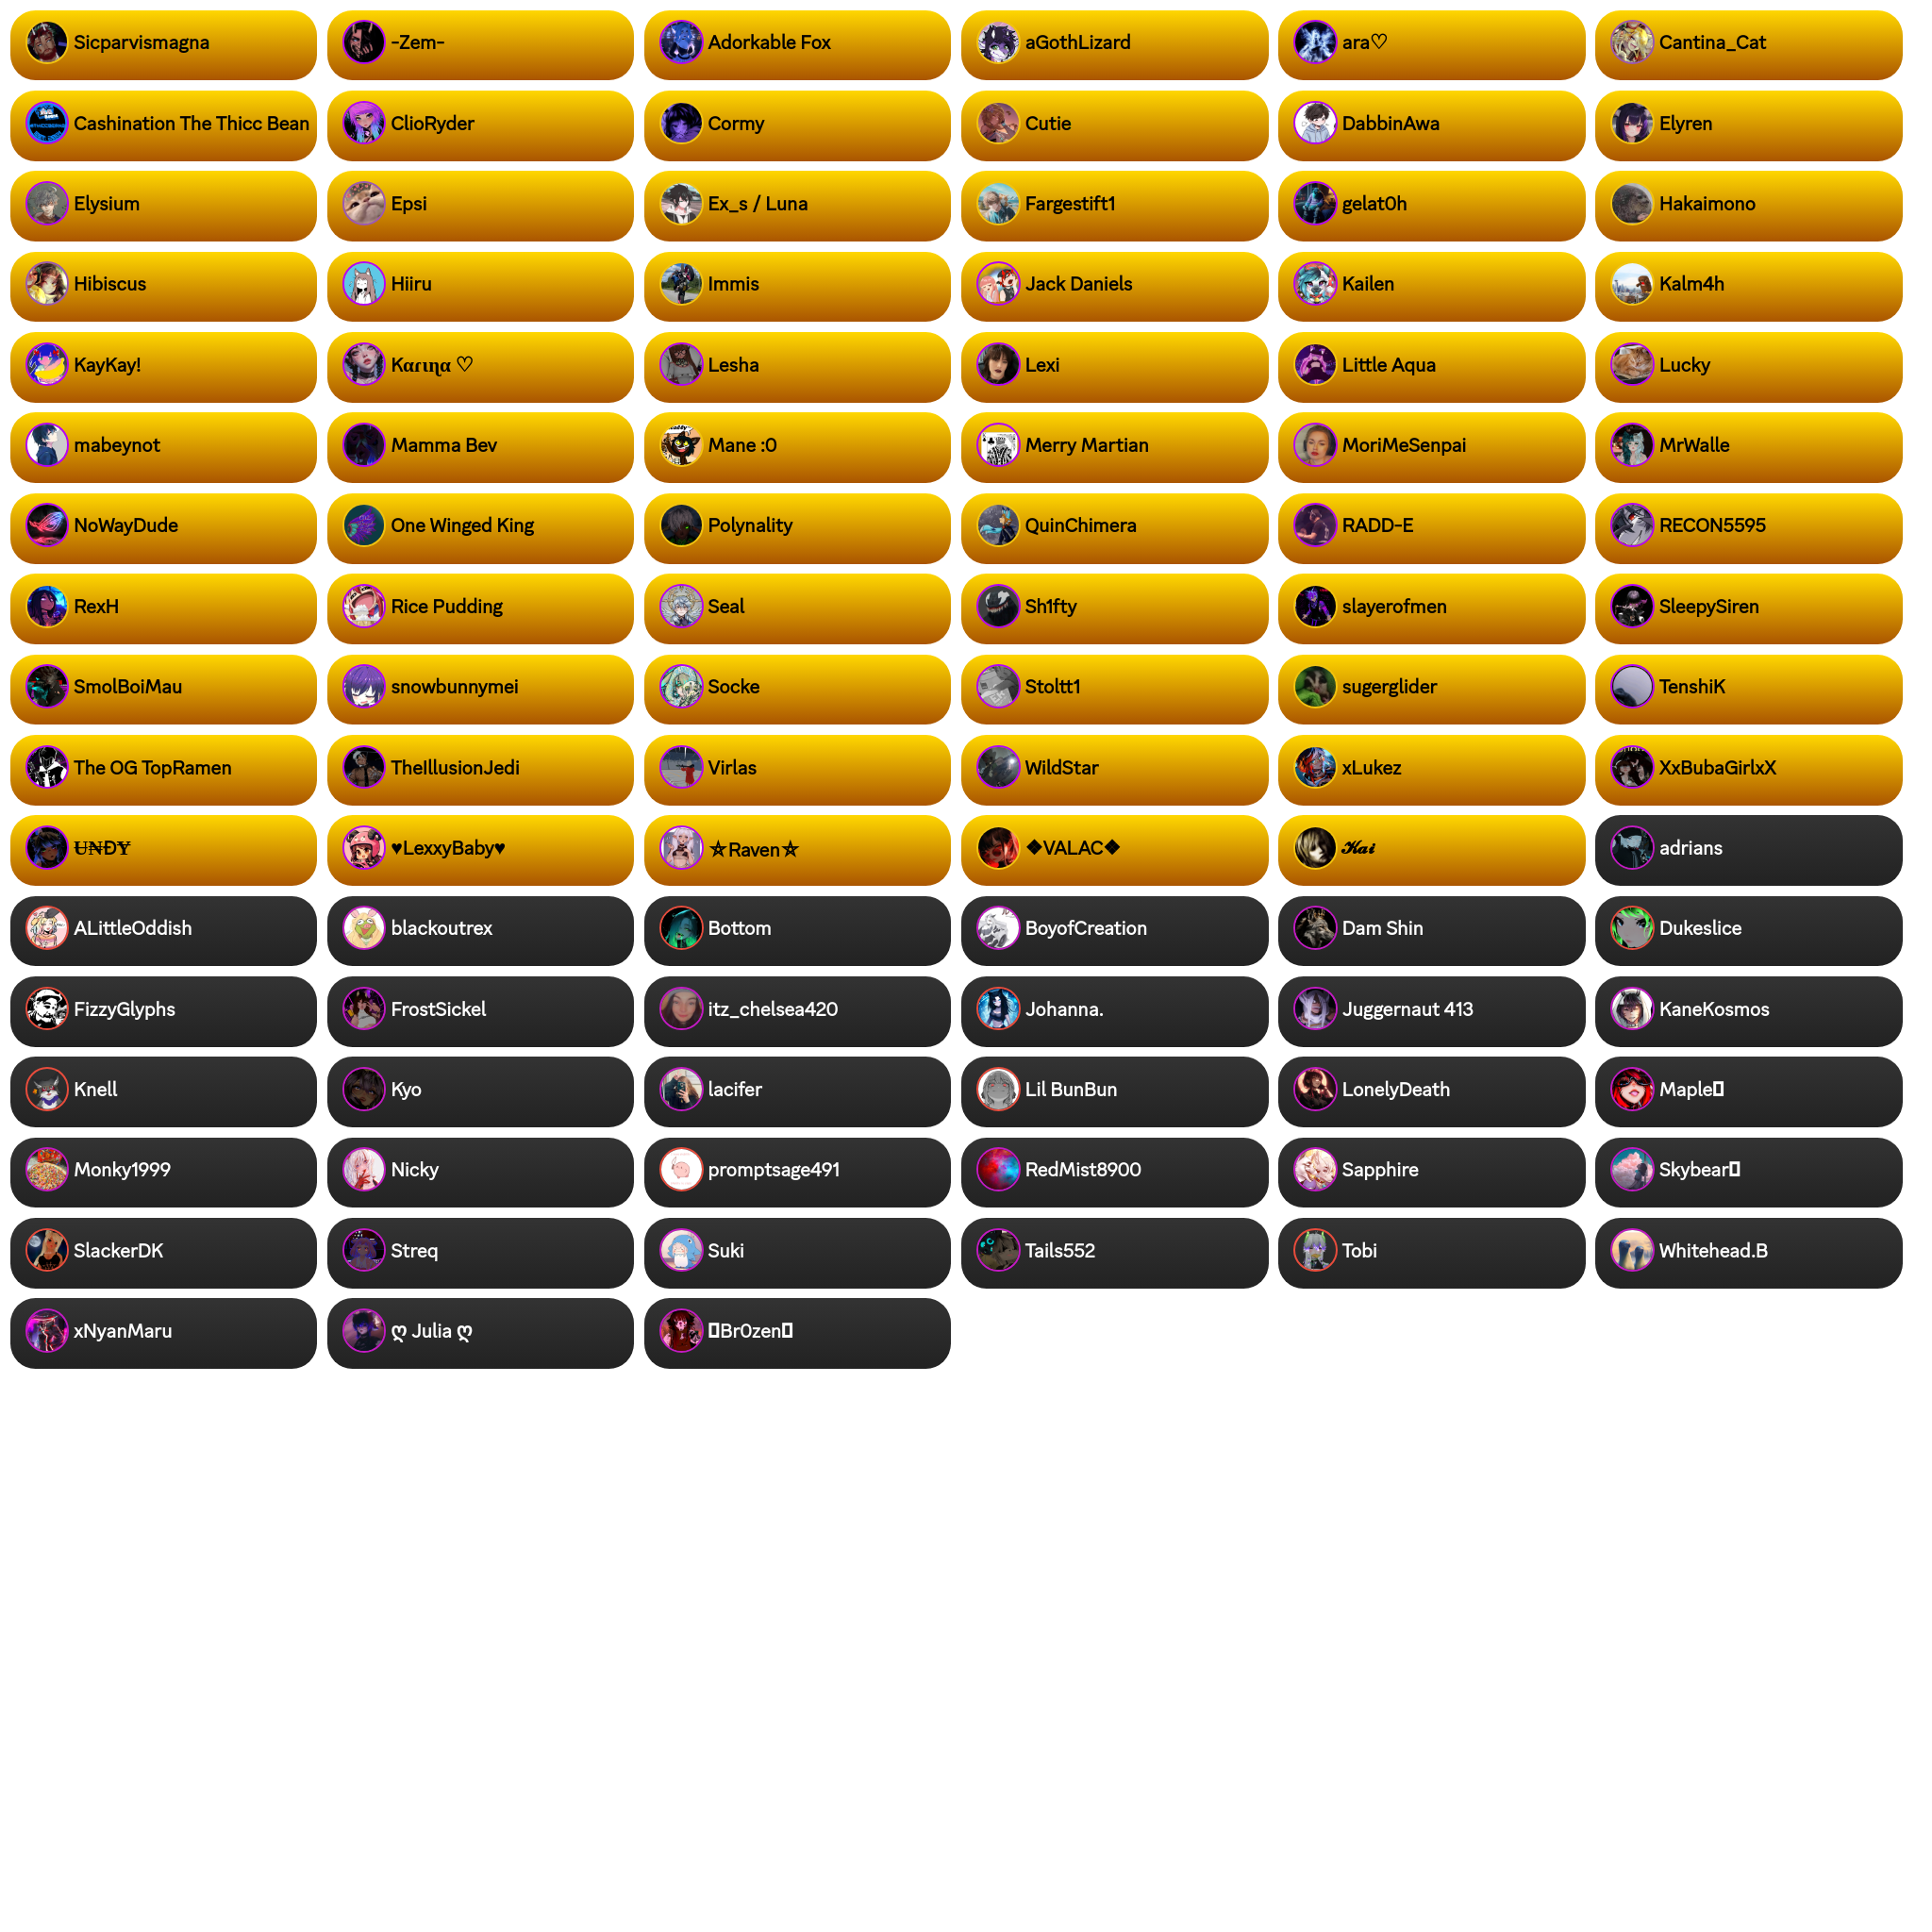 Sicparvismagna
-Zem-
Adorkable Fox
aGothLizard
ara♡
Cantina_Cat
Cashination The Thicc Bean
ClioRyder
Cormy
Cutie
DabbinAwa
Elyren
Elysium
Epsi
Ex_s / Luna
Fargestift1
gelat0h
Hakaimono
Hibiscus
Hiiru
Immis
Jack Daniels
Kailen
Kalm4h
KayKay!
Kαɾιɳα ♡
Lesha
Lexi
Little Aqua
Lucky
mabeynot
Mamma Bev
Mane :0
Merry Martian
MoriMeSenpai
MrWalle
NoWayDude
One Winged King
Polynality
QuinChimera
RADD-E
RECON5595
RexH
Rice Pudding
Seal
Sh1fty
slayerofmen
SleepySiren
SmolBoiMau
snowbunnymei
Socke
Stoltt1
sugerglider
TenshiK
The OG TopRamen
TheIllusionJedi
Virlas
WildStar
xLukez
XxBubaGirlxX
ɄN̶ĐɎ
♥LexxyBaby♥
⛤Raven⛤
❖VALAC❖
𝓚𝓪𝓲
adrians
ALittleOddish
blackoutrex
Bottom
BoyofCreation
Dam Shin
Dukeslice
FizzyGlyphs
FrostSickel
itz_chelsea420
Johanna.
Juggernaut 413
KaneKosmos
Knell
Kyo
lacifer
Lil BunBun
LonelyDeath
Maple
Monky1999
Nicky
promptsage491
RedMist8900
Sapphire
Skybear
SlackerDK
Streq
Suki
Tails552
Tobi
Whitehead.B
xNyanMaru
ღ Julia ღ
Br0zen